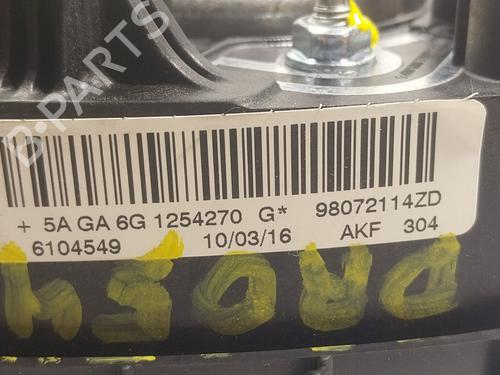 B-PARTS
+ 5A GA 6G 1254270 G* 98072114ZD
6104549 10/03/16 AKF 304